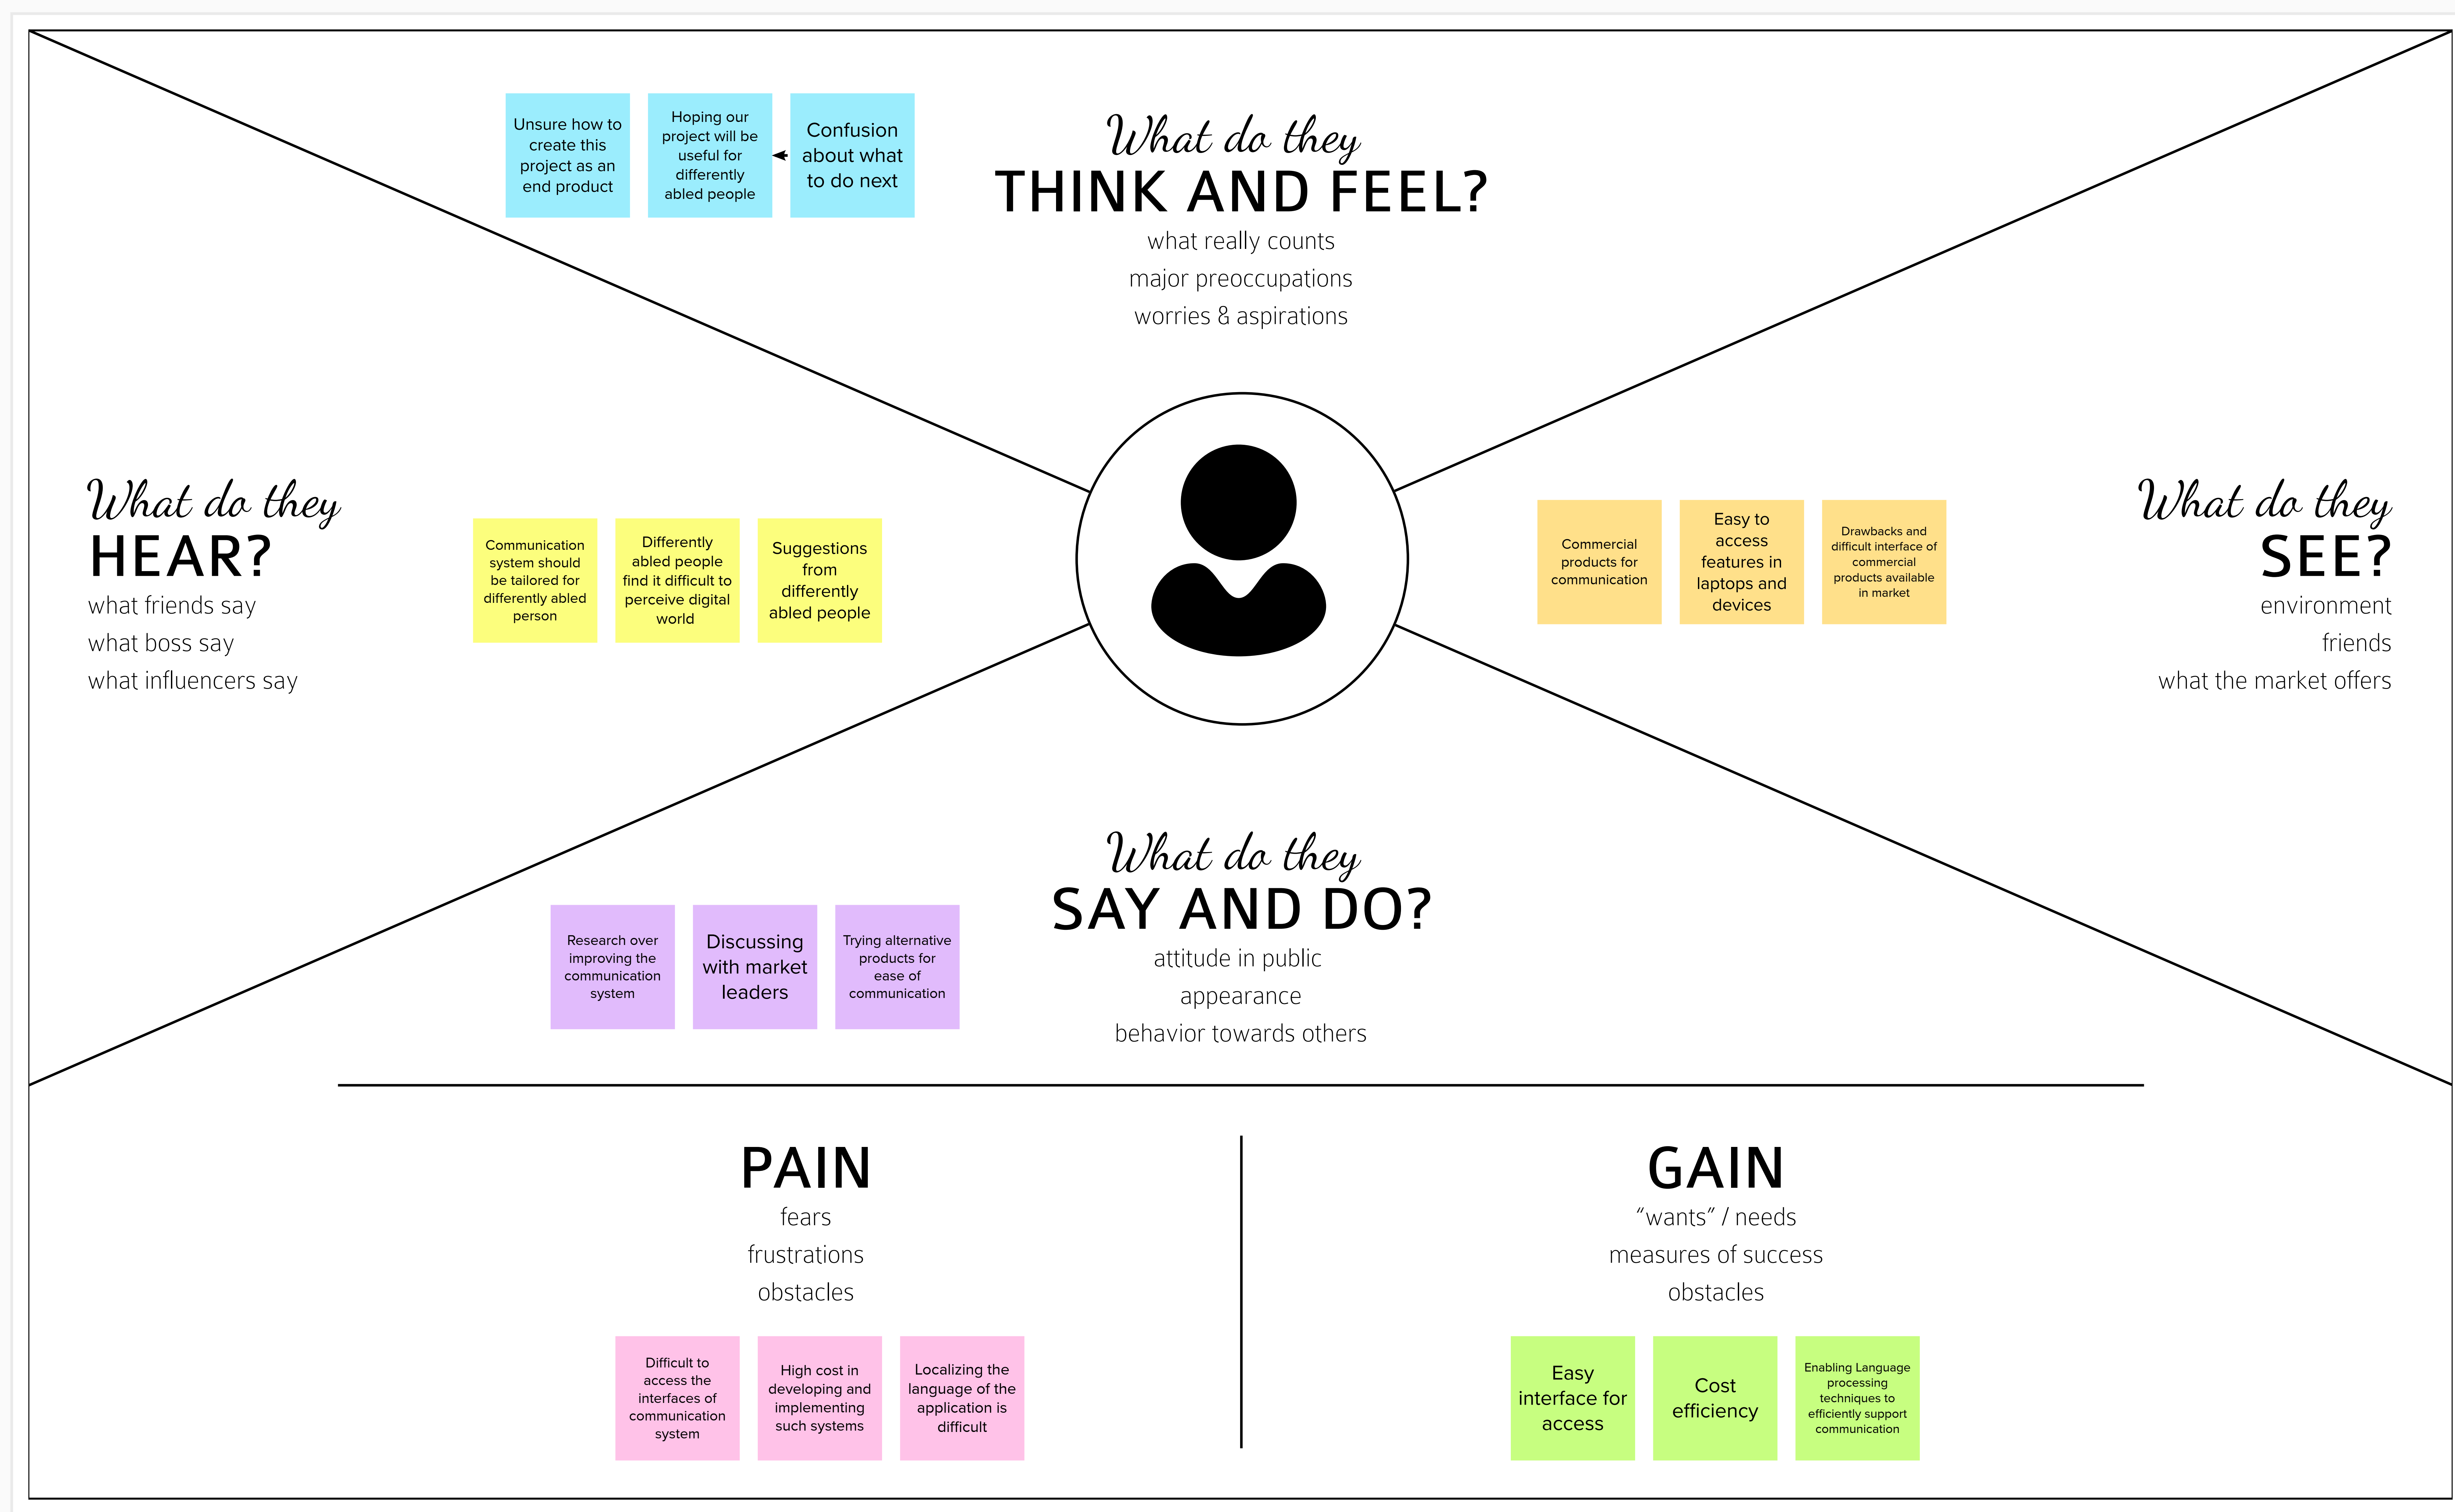 Unsure how to
create this
project as an
end product
Hoping our
project will be
useful for
differently
abled people
Confusion
about what
to do next
What do they
THINK AND FEEL?
what really counts
major preoccupations
worries & aspirations
What do they
HEAR?
what friends say
what boss say
what influencers say
Communication
system should
be tailored for
differently abled
person
Differently
abled people
find it difficult to
perceive digital
world
Suggestions
from
differently
abled people
Commercial
products for
communication
Easy to
access
features in
laptops and
devices
Drawbacks and
difficult interface of
commercial
products available
in market
What do they
SEE?
environment
friends
what the market offers
What do they
SAY AND DO?
attitude in public
appearance
behavior towards others
Research over
improving the
communication
system
Discussing
with market
leaders
Trying alternative
products for
ease of
communication
PAIN
fears
frustrations
obstacles
Difficult to
access the
interfaces of
communication
system
High cost in
developing and
implementing
such systems
Localizing the
language of the
application is
difficult
GAIN
“wants” / needs
measures of success
obstacles
Easy
interface for
access
Cost
efficiency
Enabling Language
processing
techniques to
efficiently support
communication